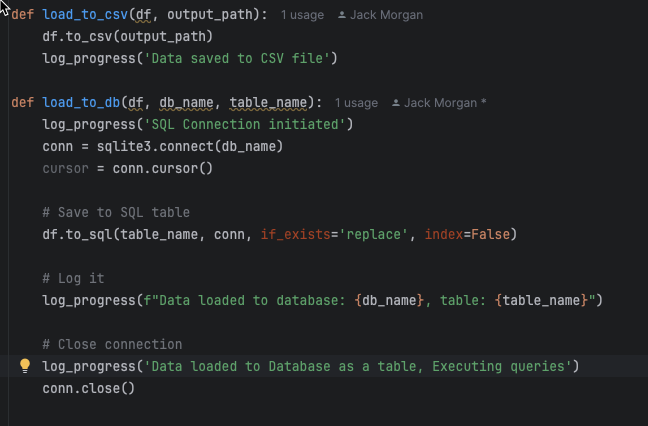 def load_to_csv(df, output_path): 1 usage Jack Morgan
    df.to_csv(output_path)
    log_progress('Data saved to CSV file')

def load_to_db(df, db_name, table_name): 1 usage Jack Morgan *
    log_progress('SQL Connection initiated')
    conn = sqlite3.connect(db_name)
    cursor = conn.cursor()

    # Save to SQL table
    df.to_sql(table_name, conn, if_exists='replace', index=False)

    # Log it
    log_progress(f"Data loaded to database: {db_name}, table: {table_name}")

    # Close connection
    log_progress('Data loaded to Database as a table, Executing queries')
    conn.close()